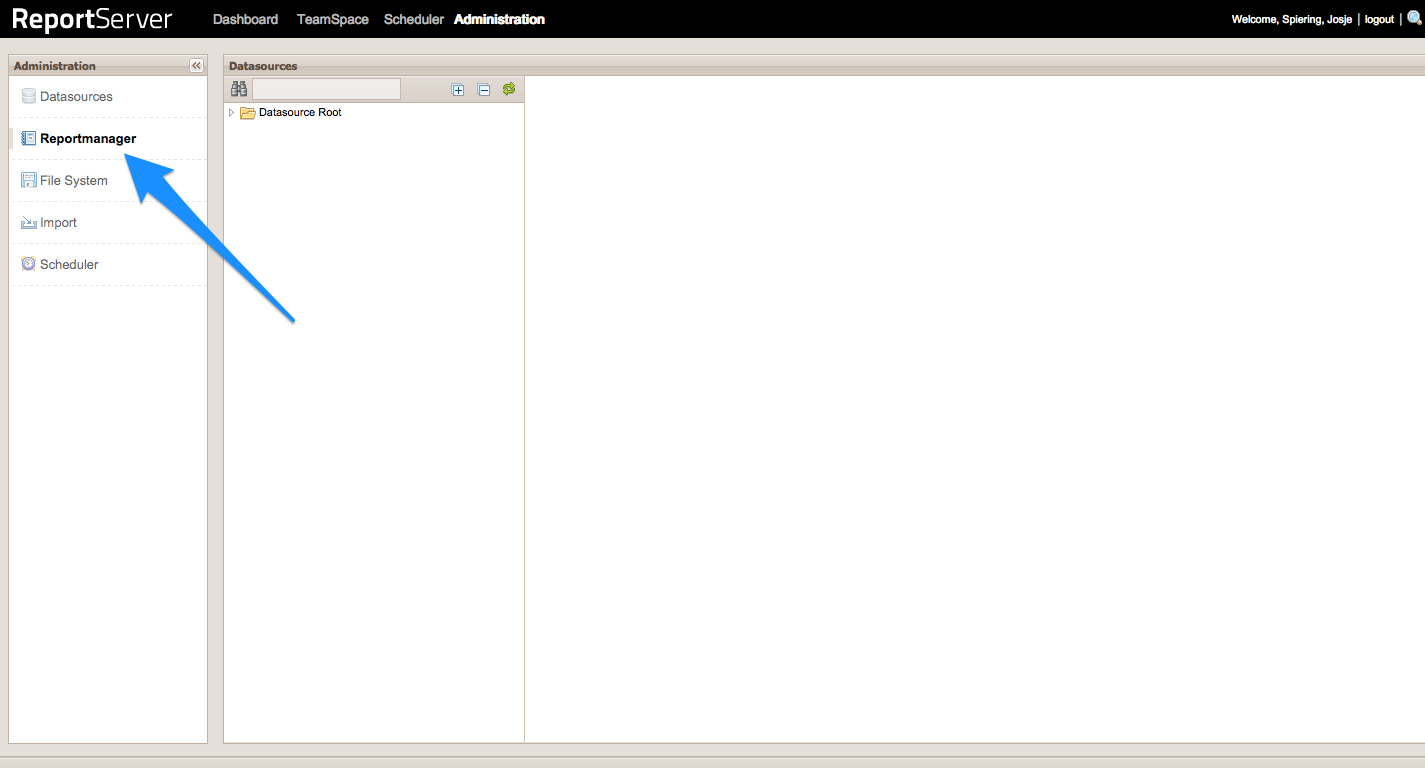 ReportServer Dashboard TeamSpace Scheduler Administration Welcome, Spiering, Josje | logout |
Administration
Datasources
Reportmanager
File System
Import
Scheduler
Datasources
Datasource Root